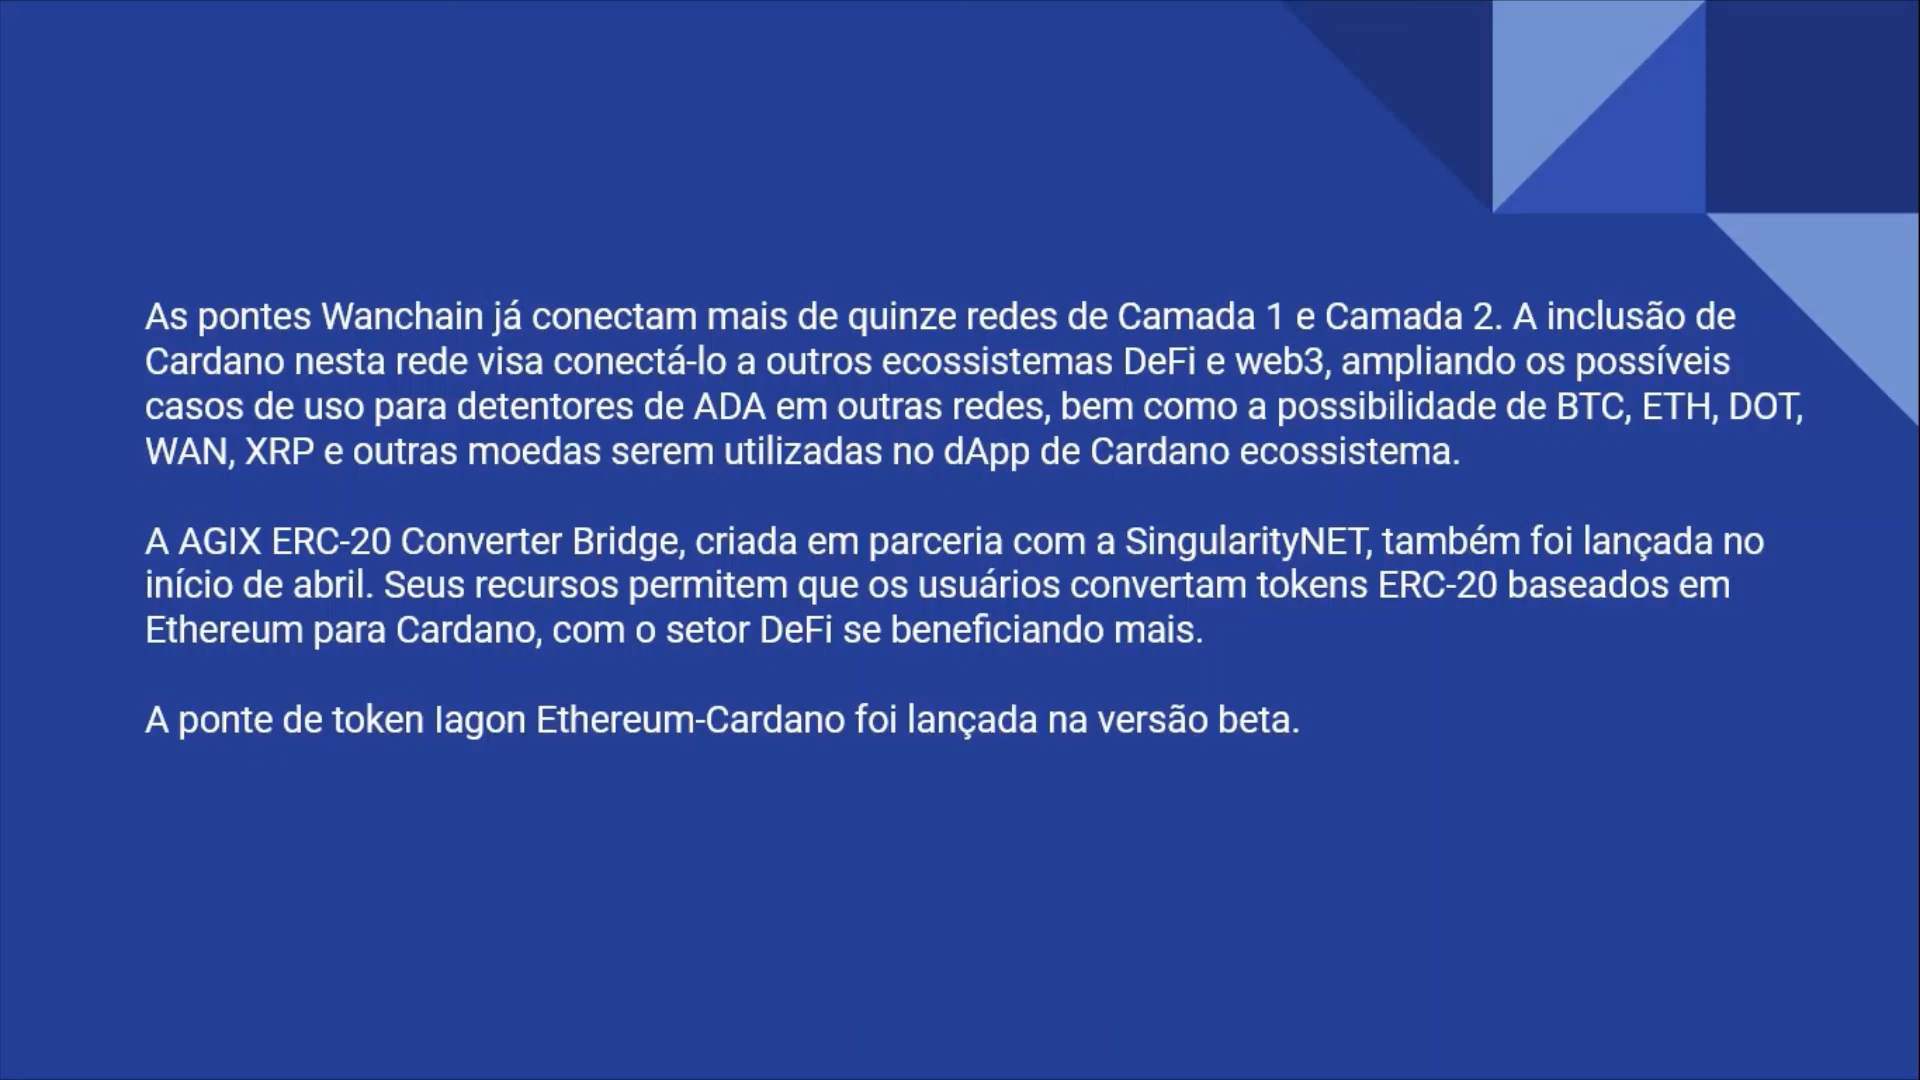 As pontes Wanchain já conectam mais de quinze redes de Camada 1 e Camada 2. A inclusão de
Cardano nesta rede visa conectá-lo a outros ecossistemas DeFi e web3, ampliando os possíveis
casos de uso para detentores de ADA em outras redes, bem como a possibilidade de BTC, ETH, DOT,
WAN, XRP e outras moedas serem utilizadas no dApp de Cardano ecossistema.
A AGIX ERC-20 Converter Bridge, criada em parceria com a SingularityNET, também foi lançada no
início de abril. Seus recursos permitem que os usuários convertam tokens ERC-20 baseados em
Ethereum para Cardano, com o setor DeFi se beneficiando mais.
A ponte de token Iagon Ethereum-Cardano foi lançada na versão beta.